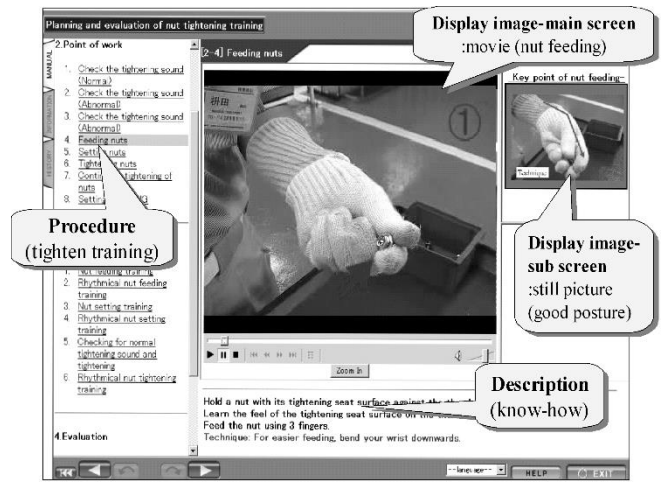 Planning and evaluation of nut tightening training
Display image-main screen
:movie (nut feeding)
MANUAL
INFORMATION
HISTORY
2.Point of work
1. Check the tightening sound
(Normal)
2. Check the tightening sound
(Abnormal)
3. Check the tightening sound
(Abnormal)
4. Feeding nuts
5. Setting nuts
6. Tightening nuts
7. tightening of
nuts
8.
Procedure
(tighten training)
1. Nut feeding training
2. Rhythmical nut feeding
training
3. Nut setting training
4. Rhythmical nut setting
training
5. Checking for normal
tightening sound and
tightening
6. Rhythmical nut tightening
training
4.Evaluation
[2-4] Feeding nuts
①
Key point of nut feeding-
Technique
Display image-
sub screen
:still picture
(good posture)
Zoom In
Description
(know-how)
Hold a nut with its tightening seat surface against the
Learn the feel of the tightening seat surface on the
Feed the nut using 3 fingers.
Technique: For easier feeding, bend your wrist downwards.
--language--
HELP
EXIT